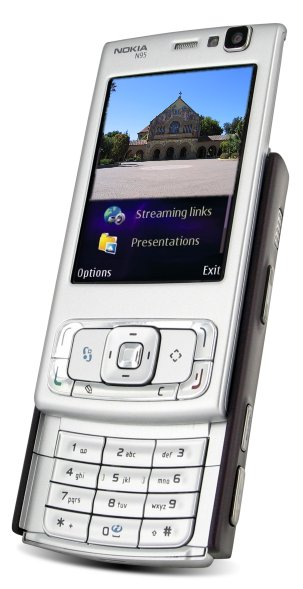 NOKIA
N95
Streaming links
Presentations
Options Exit
1 2 abc def 3
4 ghi 5 jkl mno 6
7 pqrs 8 tuv wxyz 9
* + 0 #